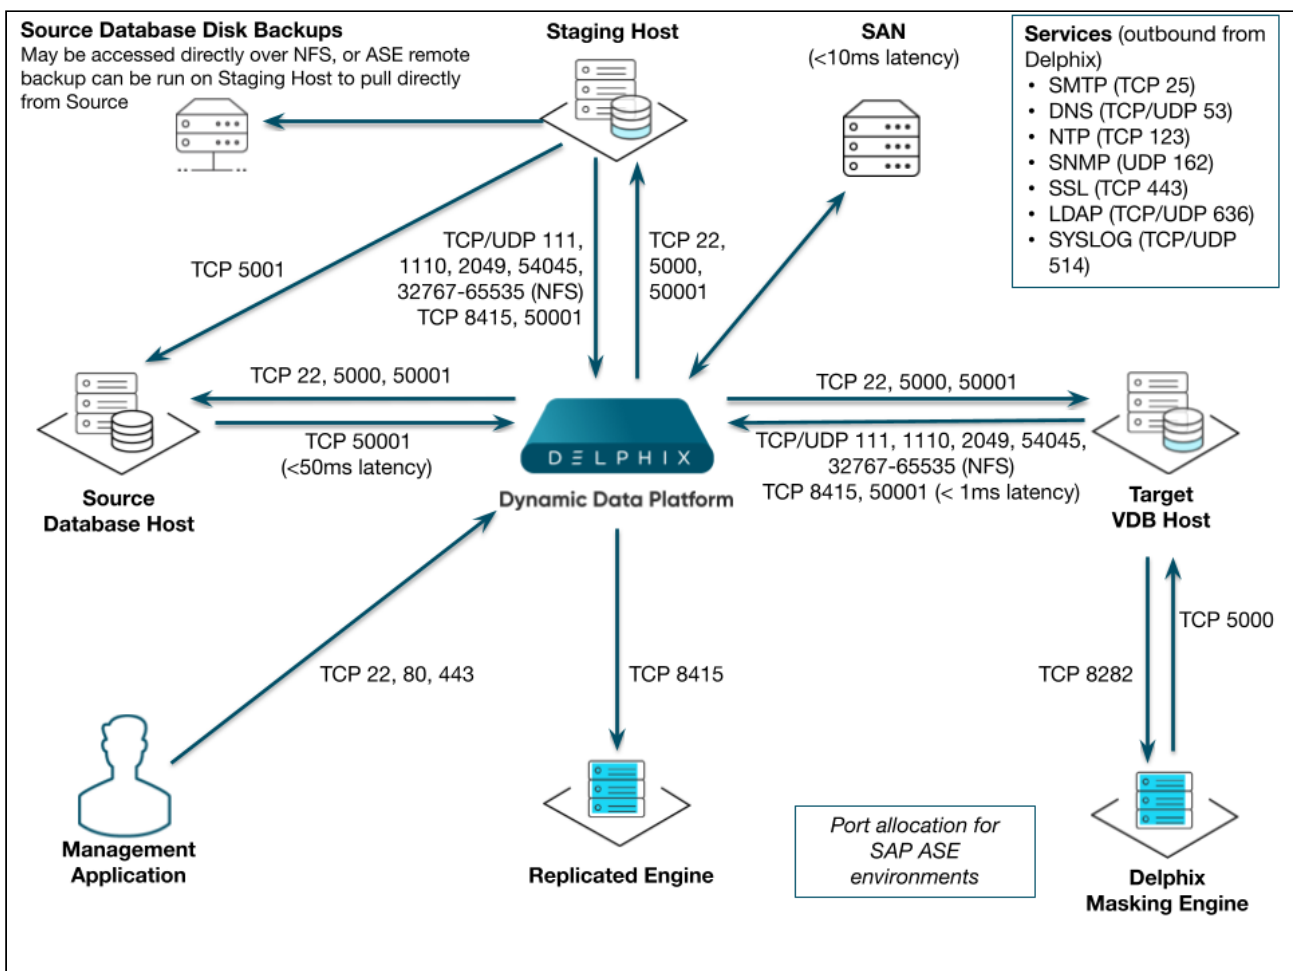 Source Database Disk Backups
May be accessed directly over NFS, or ASE remote
backup can be run on Staging Host to pull directly
from Source
Staging Host
SAN
(<10ms latency)
Services (outbound from
Delphix)
• SMTP (TCP 25)
• DNS (TCP/UDP 53)
• NTP (TCP 123)
• SNMP (UDP 162)
• SSL (TCP 443)
• LDAP (TCP/UDP 636)
• SYSLOG (TCP/UDP
514)
TCP 5001
TCP/UDP 111,
1110, 2049, 54045,
32767-65535 (NFS)
TCP 8415, 50001
TCP 22,
5000,
50001
TCP 22, 5000, 50001
TCP 50001
(<50ms latency)
TCP 22, 5000, 50001
TCP/UDP 111, 1110, 2049, 54045,
32767-65535 (NFS)
TCP 8415, 50001 (< 1ms latency)
DELPHIX
Dynamic Data Platform
Source
Database Host
Target
VDB Host
TCP 22, 80, 443
TCP 8415
TCP 8282
TCP 5000
Management
Application
Replicated Engine
Port allocation for
SAP ASE
environments
Delphix
Masking Engine